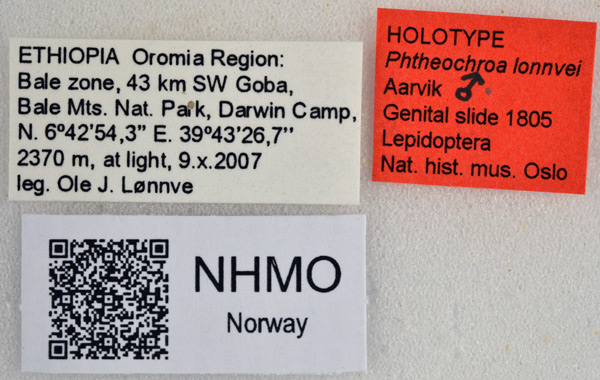 ETHIOPIA Oromia Region:
Bale zone, 43 km SW Goba,
Bale Mts. Nat. Park, Darwin Camp,
N. 6º42'54,3" E. 39º43'26,7''
2370 m, at light, 9.x.2007
leg. Ole J. Lønnve
HOLOTYPE
Phtheochroa lonnvei
Aarvik ♂
Genital slide 1805
Lepidoptera
Nat. hist. mus. Oslo
NHMO
Norway